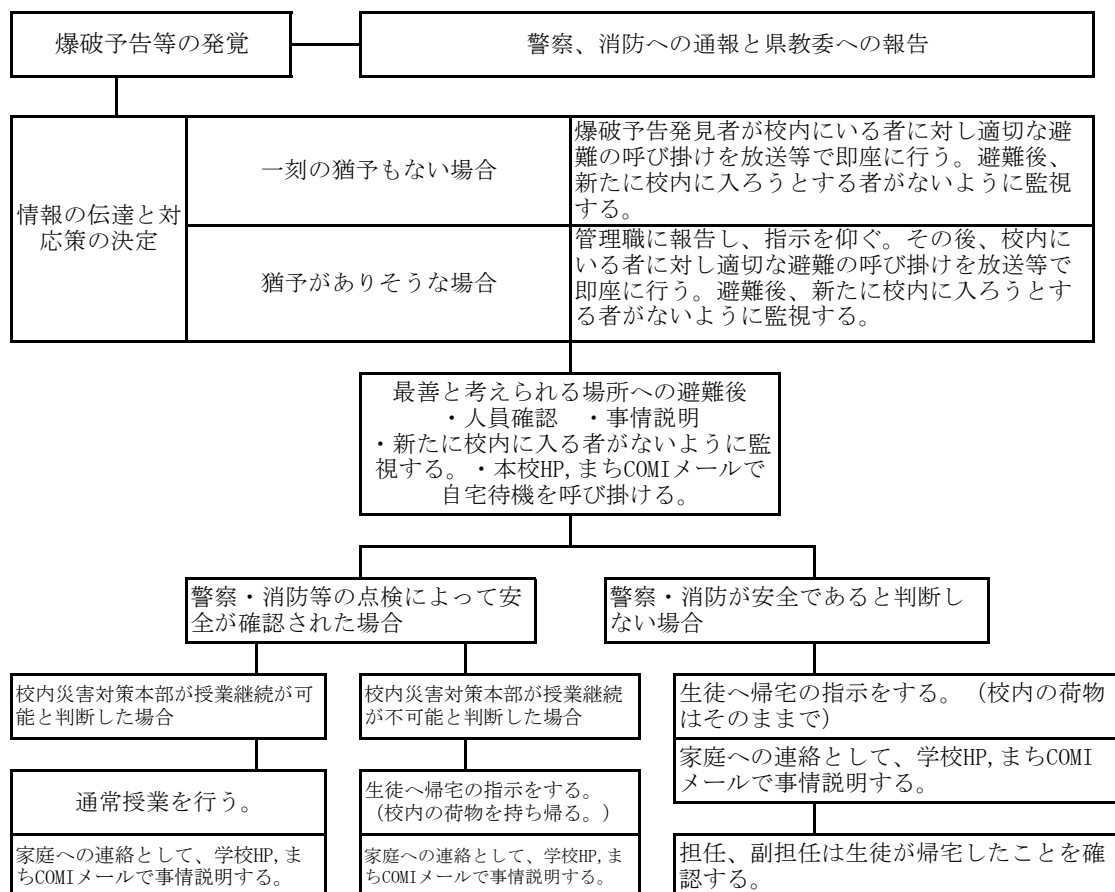 爆破予告等の発覚
警察、消防への通報と県教委への報告
情報の伝達と対
応策の決定
一刻の猶予もない場合
爆破予告発見者が校内にいる者に対し適切な避
難の呼び掛けを放送等で即座に行う。避難後、
新たに校内に入ろうとする者がないように監視
する。
猶予がありそうな場合
管理職に報告し、指示を仰ぐ。その後、校内に
いる者に対し適切な避難の呼び掛けを放送等で
即座に行う。避難後、新たに校内に入ろうとす
る者がないように監視する。
最善と考えられる場所への避難後
・人員確認　・事情説明
・新たに校内に入る者がないように監
視する。・本校HP,まちCOMIメールで
自宅待機を呼び掛ける。
警察・消防等の点検によって安
全が確認された場合
警察・消防が安全であると判断し
ない場合
校内災害対策本部が授業継続が可
能と判断した場合
校内災害対策本部が授業継続
が不可能と判断した場合
生徒へ帰宅の指示をする。（校内の荷物
はそのままで）
家庭への連絡として、学校HP,まちCOMI
メールで事情説明する。
通常授業を行う。
生徒へ帰宅の指示をする。
（校内の荷物を持ち帰る。）
家庭への連絡として、学校HP,ま
ちCOMIメールで事情説明する。
家庭への連絡として、学校HP,ま
ちCOMIメールで事情説明する。
担任、副担任は生徒が帰宅したことを確
認する。